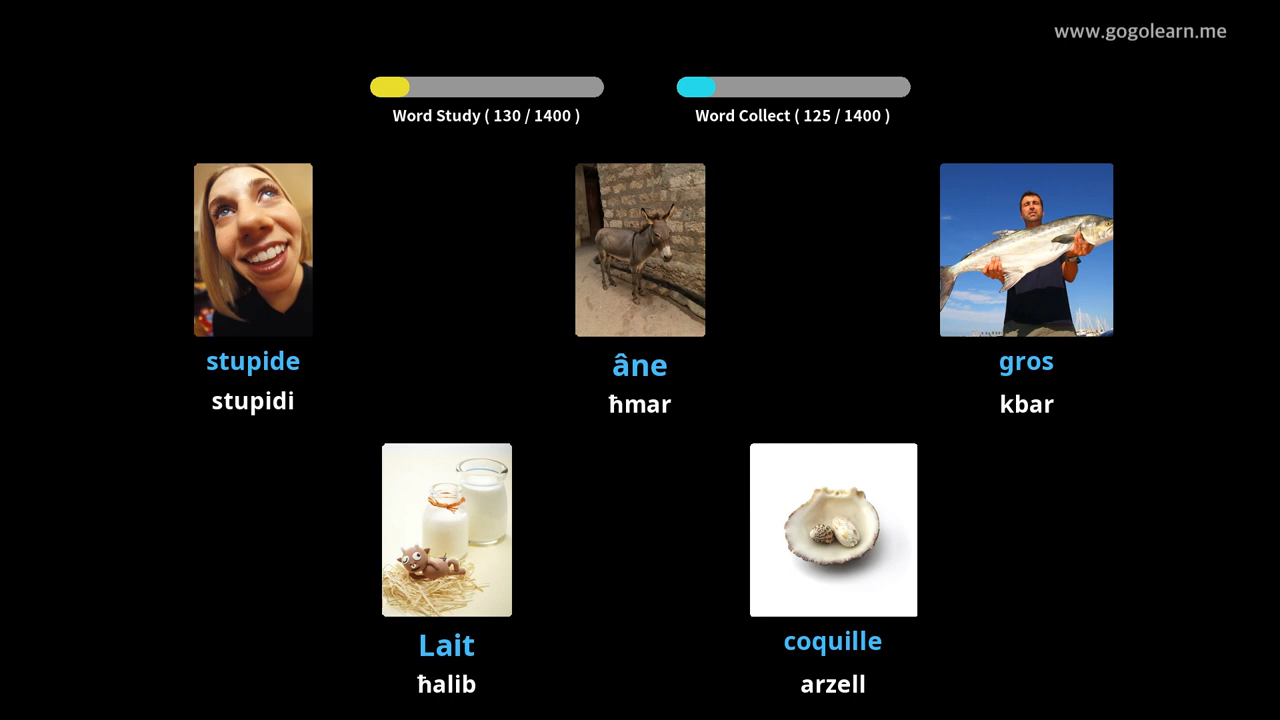 www.gogolearn.me
Word Study ( 130 / 1400 )
Word Collect ( 125 / 1400 )
stupide
stupidi
âne
ħmar
gros
kbar
Lait
ħalib
coquille
arzell